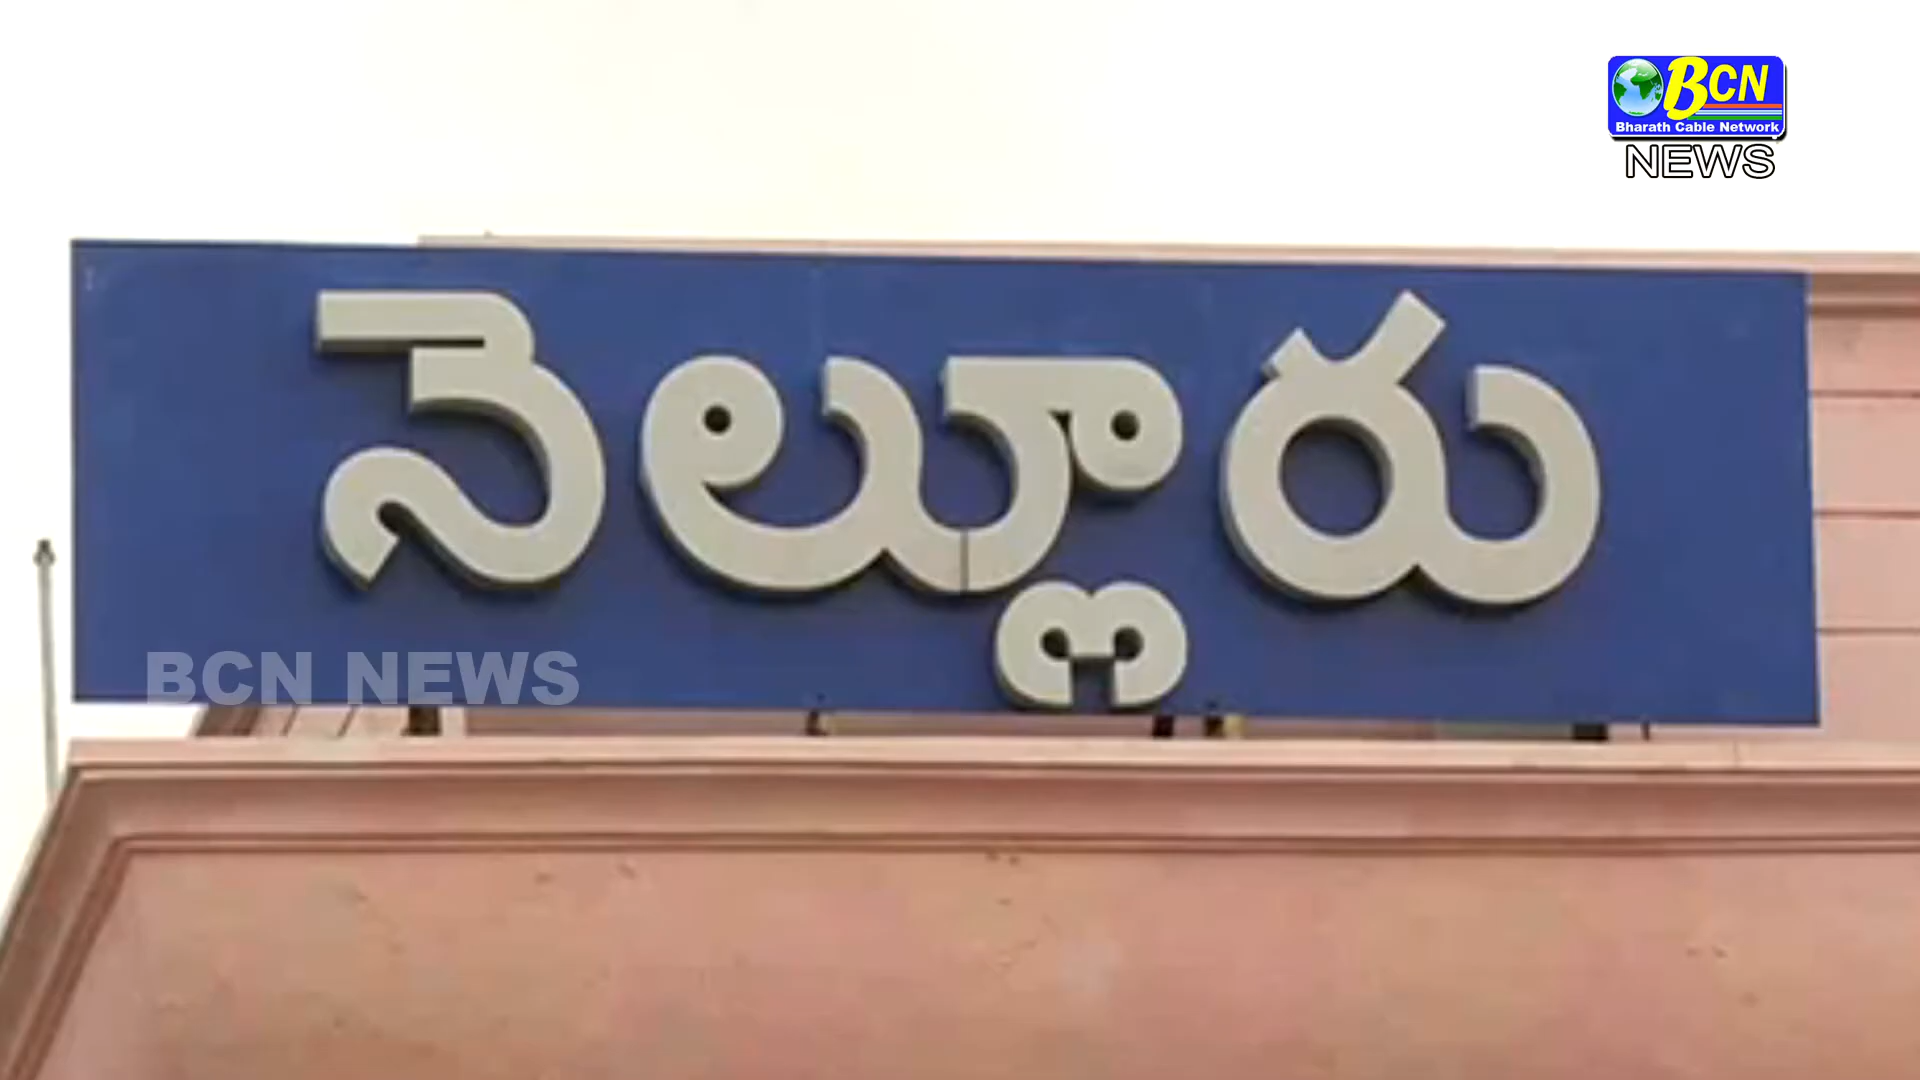 BCN
Bharath Cable Network
NEWS
నెల్లూరు
BCN NEWS